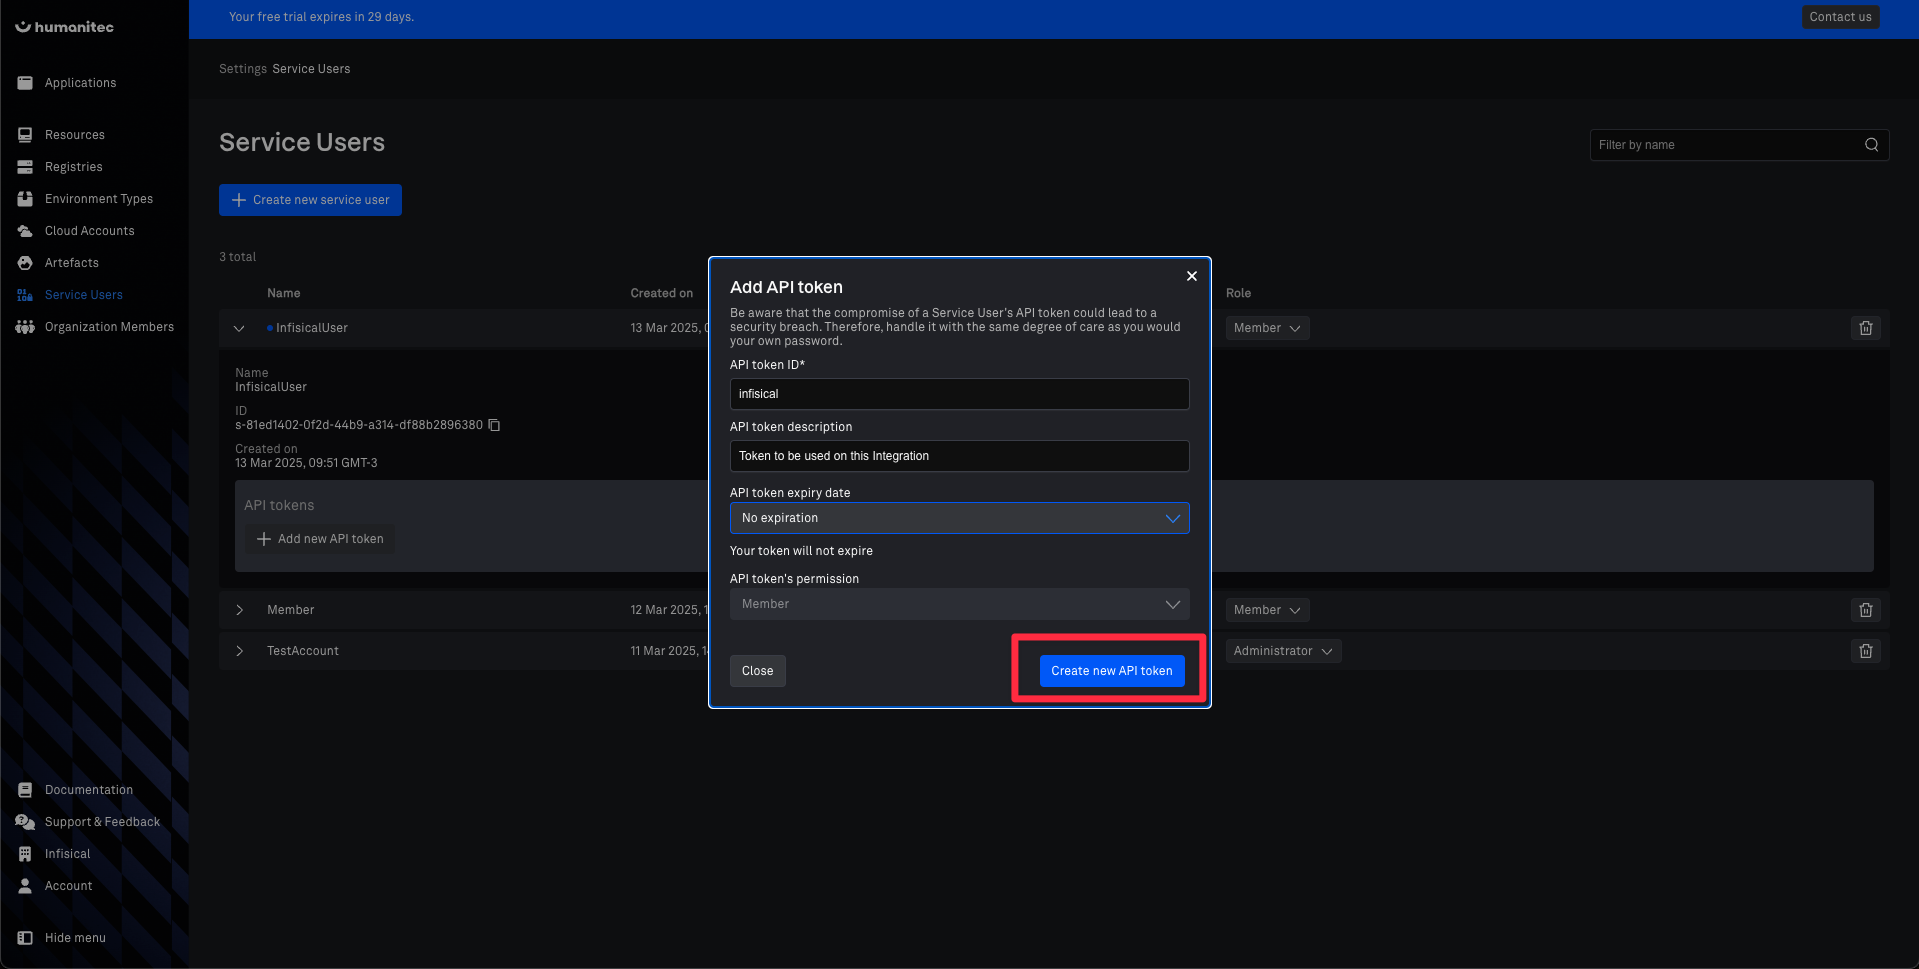 humanitec
Your free trial expires in 29 days.
Contact us
Applications
Resources
Registries
Environment Types
Cloud Accounts
Artefacts
Service Users
Organization Members
Documentation
Support & Feedback
Infisical
Account
Hide menu
Settings Service Users
Service Users
Filter by name
Create new service user
3 total
Name Created on Role
InfisicalUser 13 Mar 2025, 0 Member
Name
InfisicalUser
ID
s-81ed1402-0f2d-44b9-a314-df88b2896380
Created on
13 Mar 2025, 09:51 GMT-3
API tokens
Add new API token
Member 12 Mar 2025, 1 Member
TestAccount 11 Mar 2025, 1 Administrator
Add API token
Be aware that the compromise of a Service User's API token could lead to a
security breach. Therefore, handle it with the same degree of care as you would
your own password.
API token ID*
infisical
API token description
Token to be used on this Integration
API token expiry date
No expiration
Your token will not expire
API token's permission
Member
Close
Create new API token